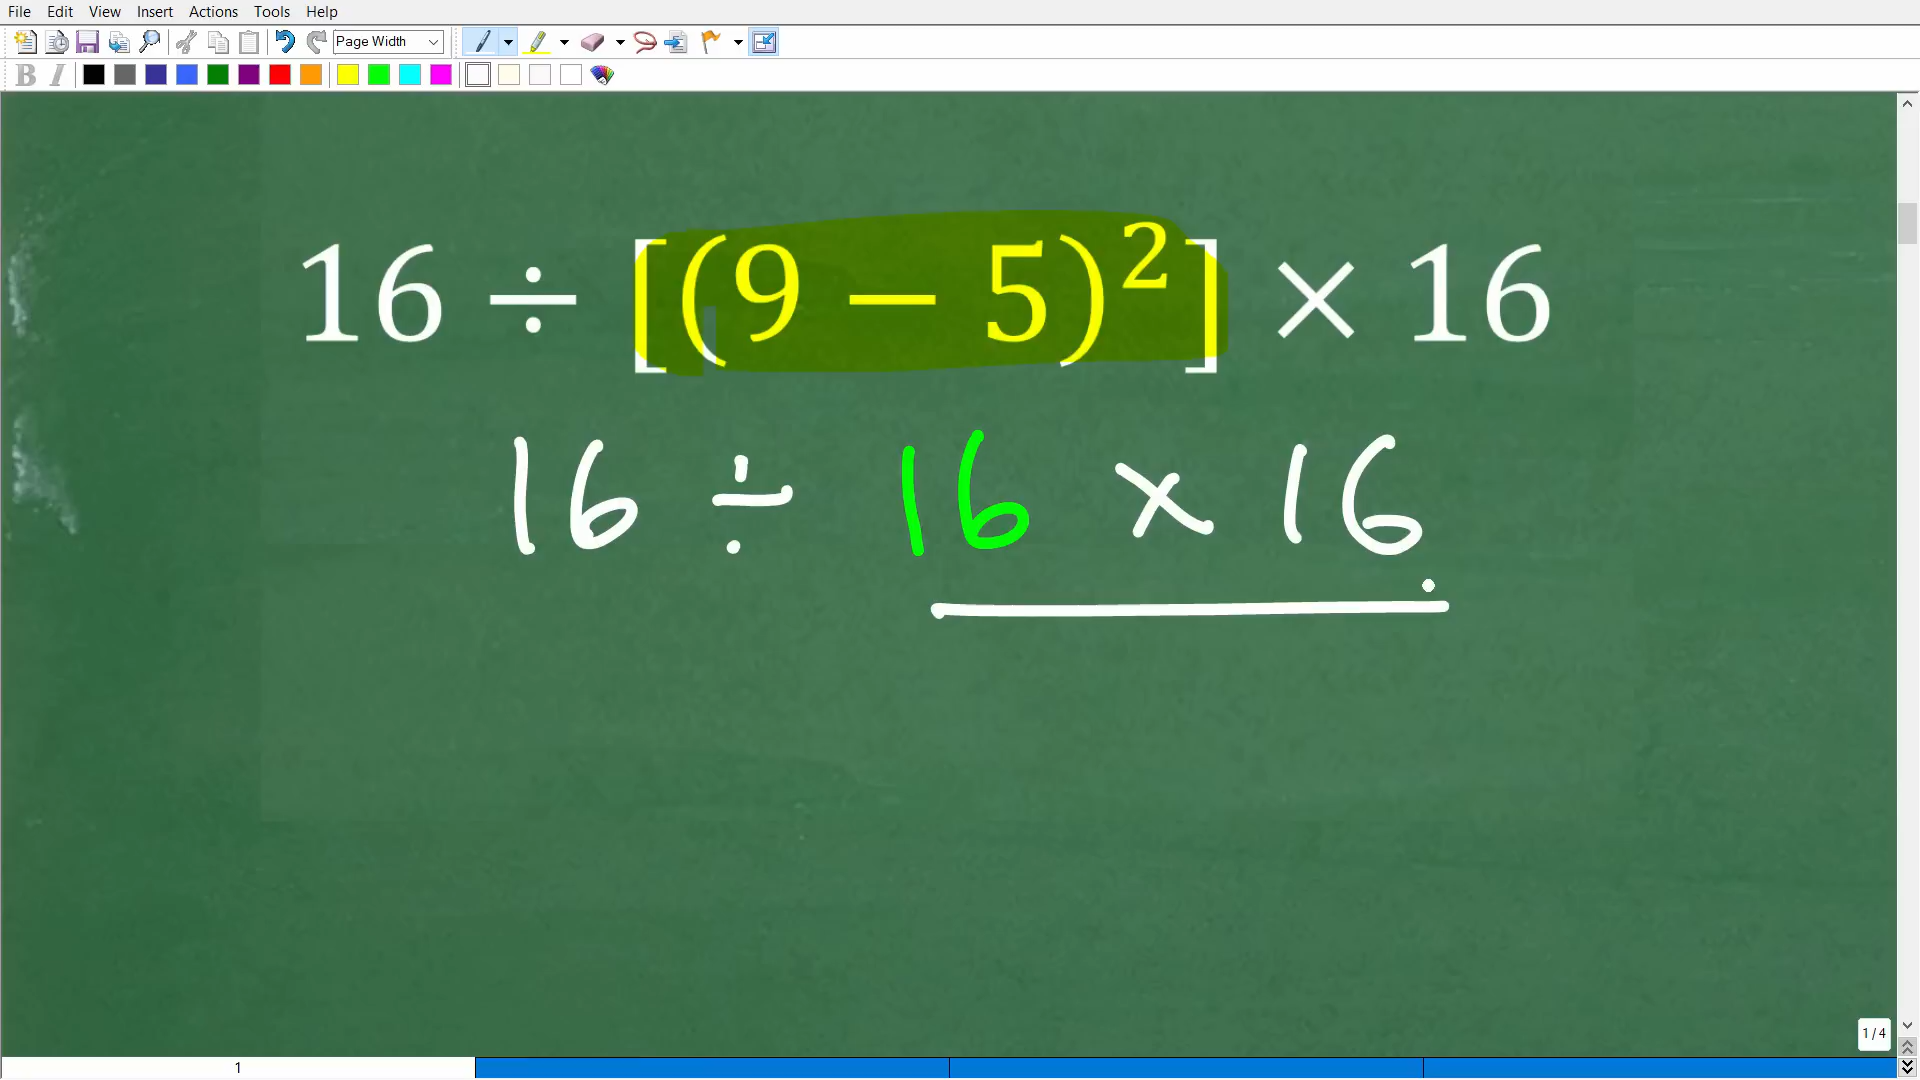 File Edit View Insert Actions Tools Help
Page Width
B I
16 ÷ [(9 − 5)²] × 16
16 ÷ 16 × 16
1 / 4
1